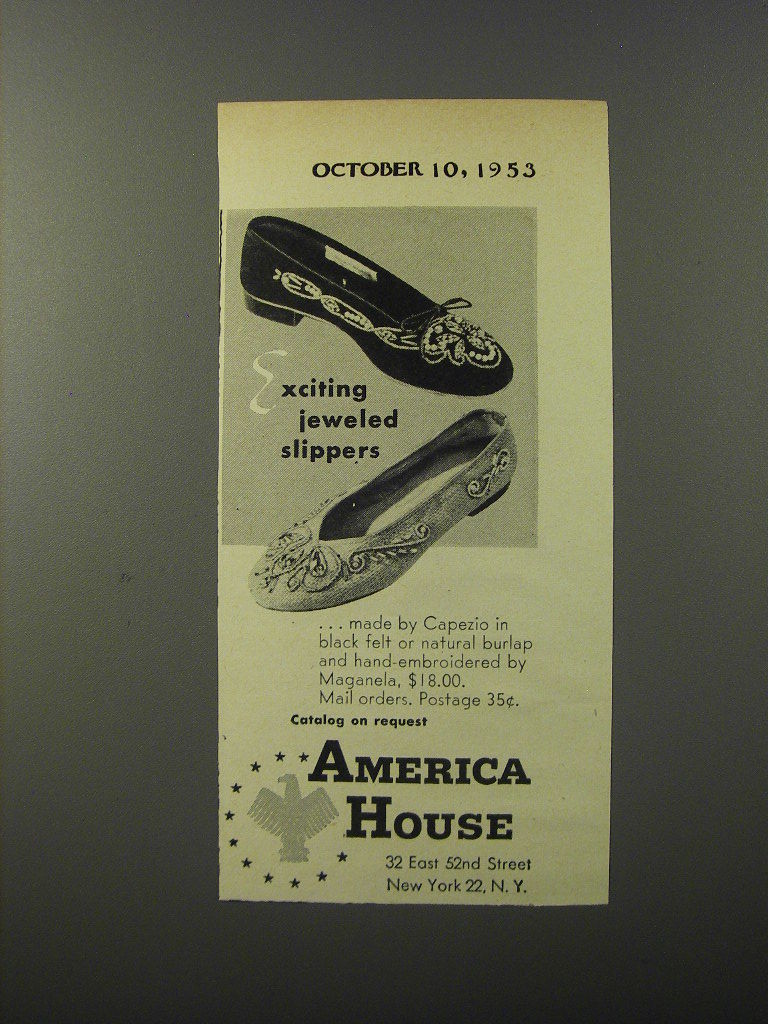 OCTOBER 10, 1953
Exciting
jeweled
slippers
... made by Capezio in
black felt or natural burlap
and hand-embroidered by
Maganela, $18.00.
Mail orders. Postage 35¢.
Catalog on request
AMERICA
HOUSE
32 East 52nd Street
New York 22, N. Y.